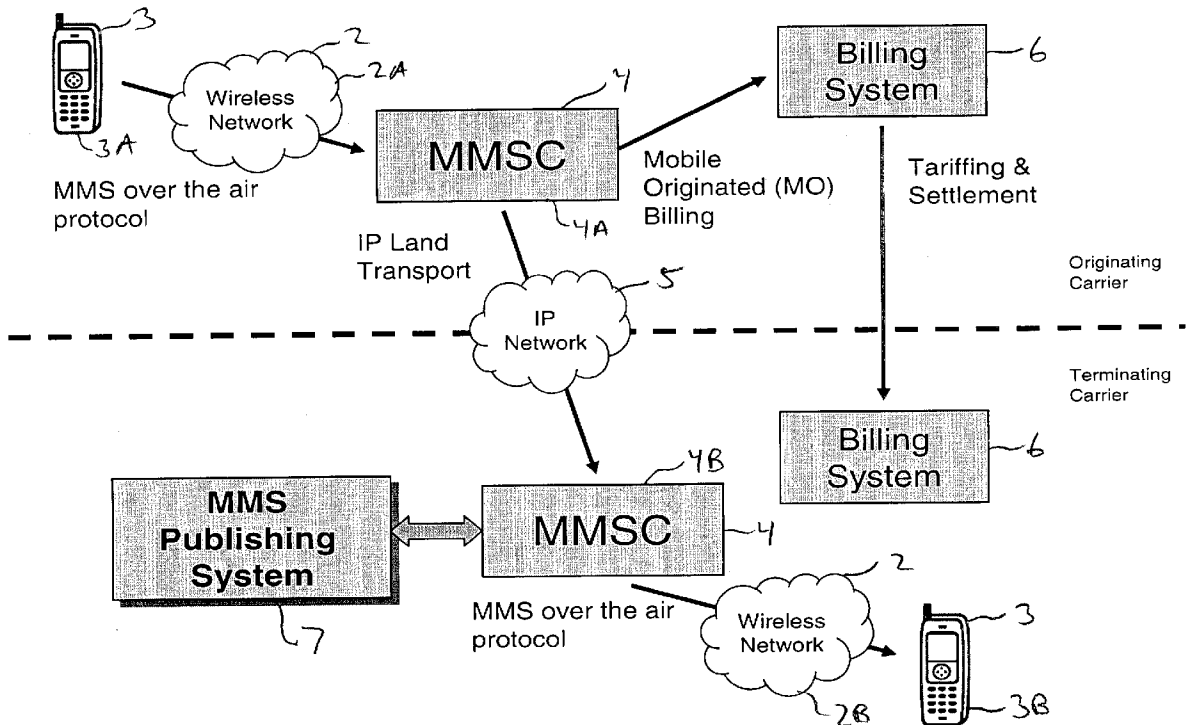 3
2
2A
Wireless
Network
3A
MMS over the air
protocol
4
MMSC
4A
Mobile
Originated (MO)
Billing
Billing
System
6
Tariffing &
Settlement
IP Land
Transport
5
IP
Network
Originating
Carrier
Terminating
Carrier
Billing
System
6
4B
MMSC
4
MMS
Publishing
System
7
MMS over the air
protocol
2
Wireless
Network
2B
3
3B